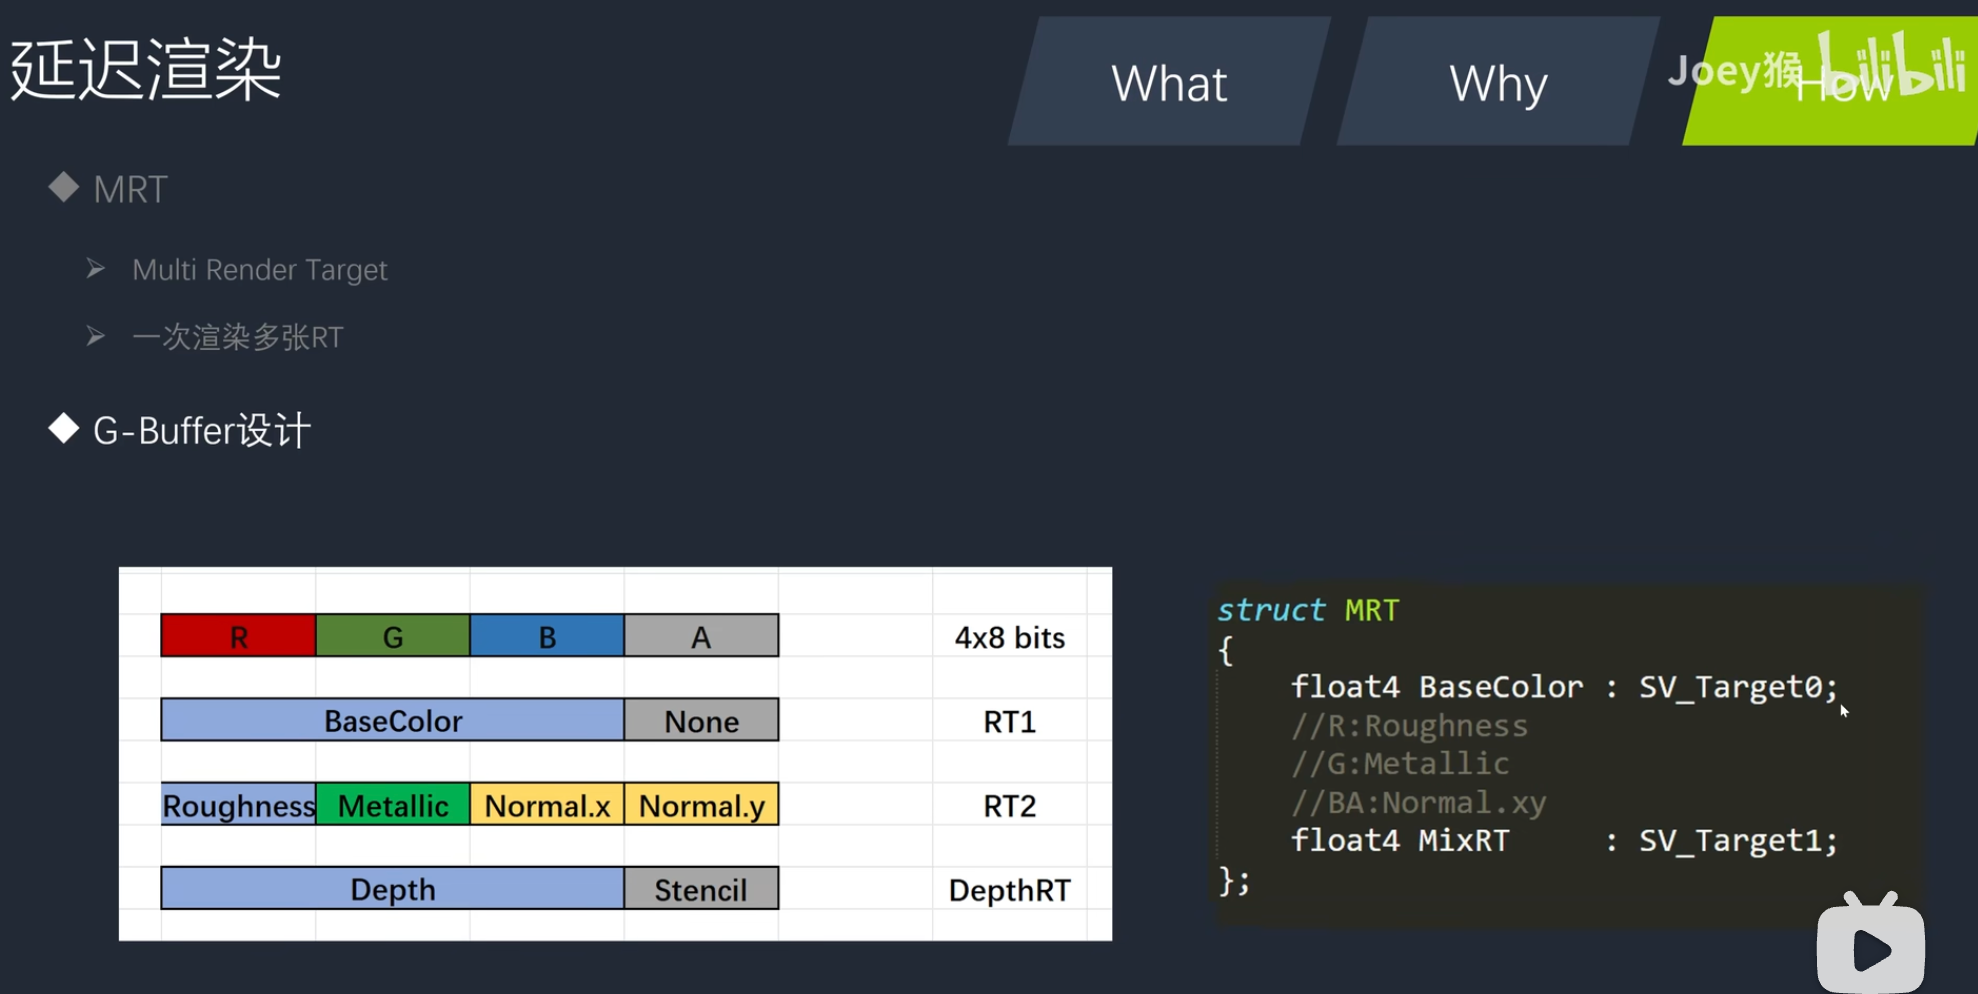 延迟渲染
What
Why
How
Joey猴 bilibili
MRT
Multi Render Target
一次渲染多张RT
G-Buffer设计
R G B A 4x8 bits
BaseColor None RT1
Roughness Metallic Normal.x Normal.y RT2
Depth Stencil DepthRT
struct MRT
{
float4 BaseColor : SV_Target0;
//R:Roughness
//G:Metallic
//BA:Normal.xy
float4 MixRT : SV_Target1;
};